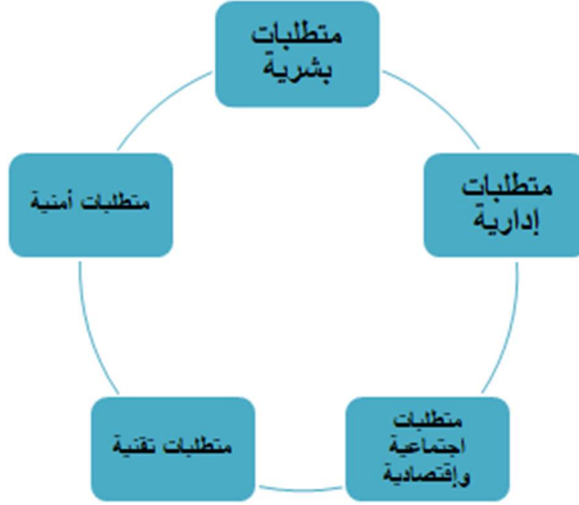 متطلبات
بشرية
متطلبات
إدارية
متطلبات
اجتماعية
وإقتصادية
متطلبات تقنية
متطلبات أمنية